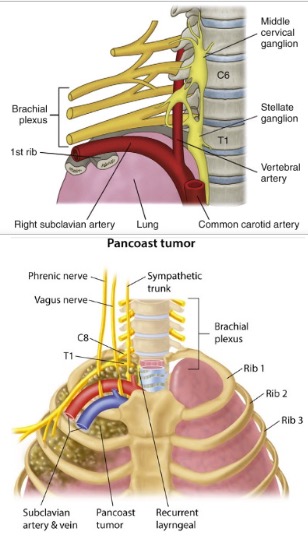 Middle
cervical
ganglion
C6
Brachial
plexus
Stellate
ganglion
T1
1st rib
Vertebral
artery
Right subclavian artery
Lung
Common carotid artery
Pancoast tumor
Phrenic nerve
Sympathetic
trunk
Vagus nerve
C8
Brachial
plexus
T1
Rib 1
Rib 2
Rib 3
Subclavian
artery & vein
Pancoast
tumor
Recurrent
layrngeal